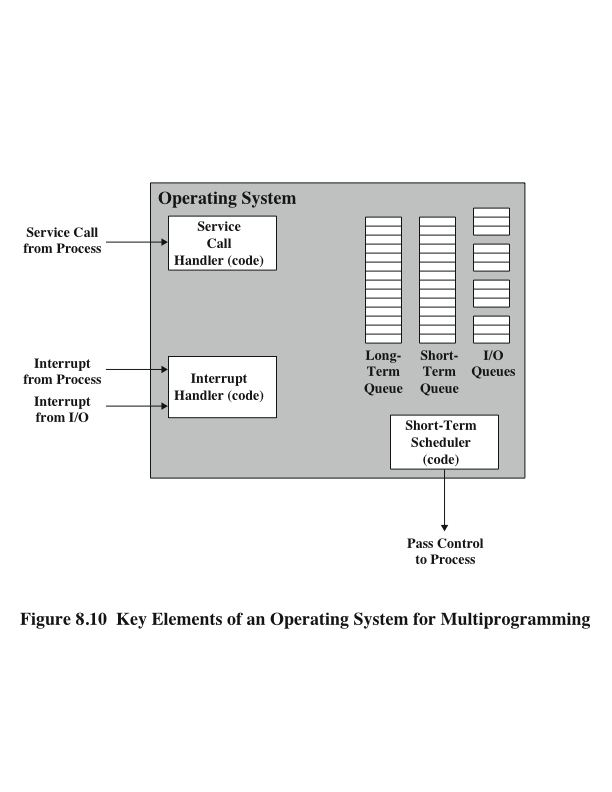 Operating System
Service Call
from Process
Service
Call
Handler (code)
Interrupt
from Process
Interrupt
from I/O
Interrupt
Handler (code)
Long-
Term
Queue
Short-
Term
Queue
I/O
Queues
Short-Term
Scheduler
(code)
Pass Control
to Process
Figure 8.10 Key Elements of an Operating System for Multiprogramming